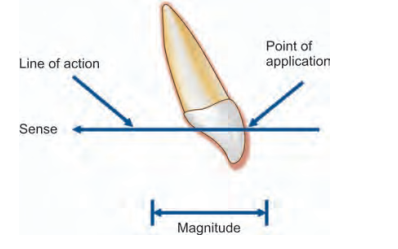 Point of
Line of action
application
Sense
Magnitude